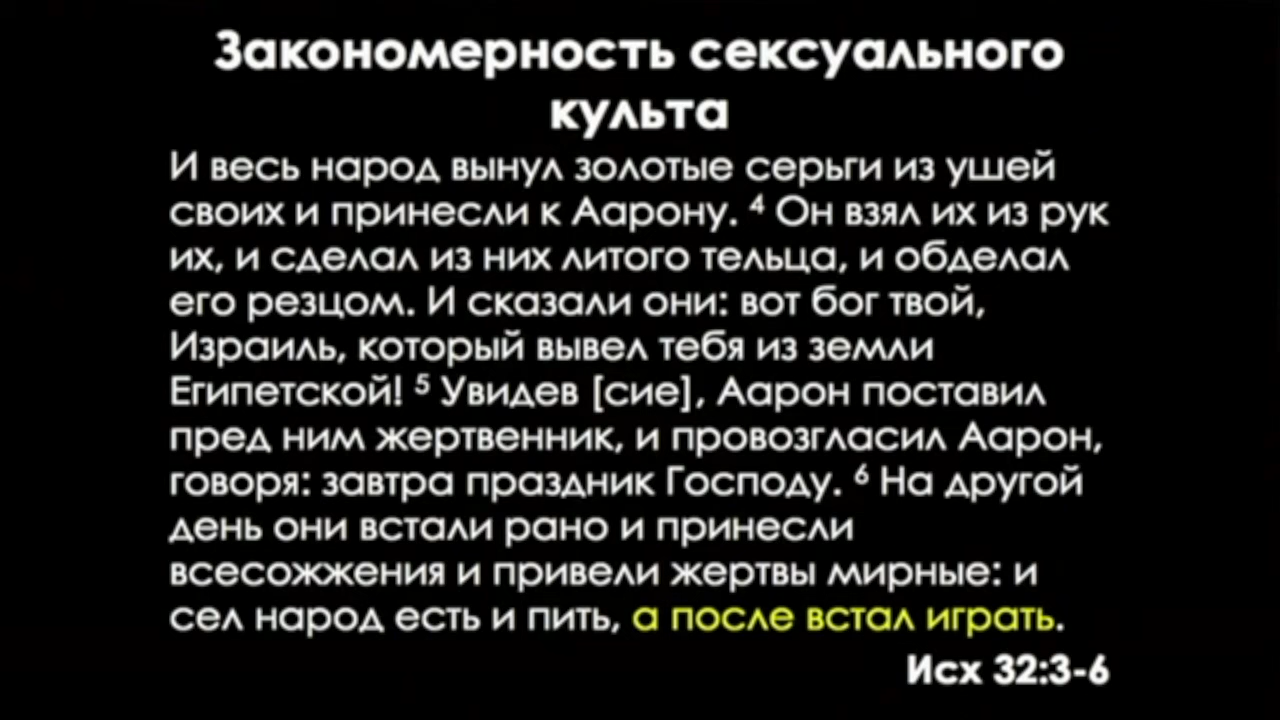 Закономерность сексуального
культа
И весь народ вынул золотые серьги из ушей
своих и принесли к Аарону. ⁴ Он взял их из рук
их, и сделал из них литого тельца, и обделал
его резцом. И сказали они: вот бог твой,
Израиль, который вывел тебя из земли
Египетской! ⁵ Увидев [сие], Аарон поставил
пред ним жертвенник, и провозгласил Аарон,
говоря: завтра праздник Господу. ⁶ На другой
день они встали рано и принесли
всесожжения и привели жертвы мирные: и
сел народ есть и пить, а после встал играть.
Исх 32:3-6